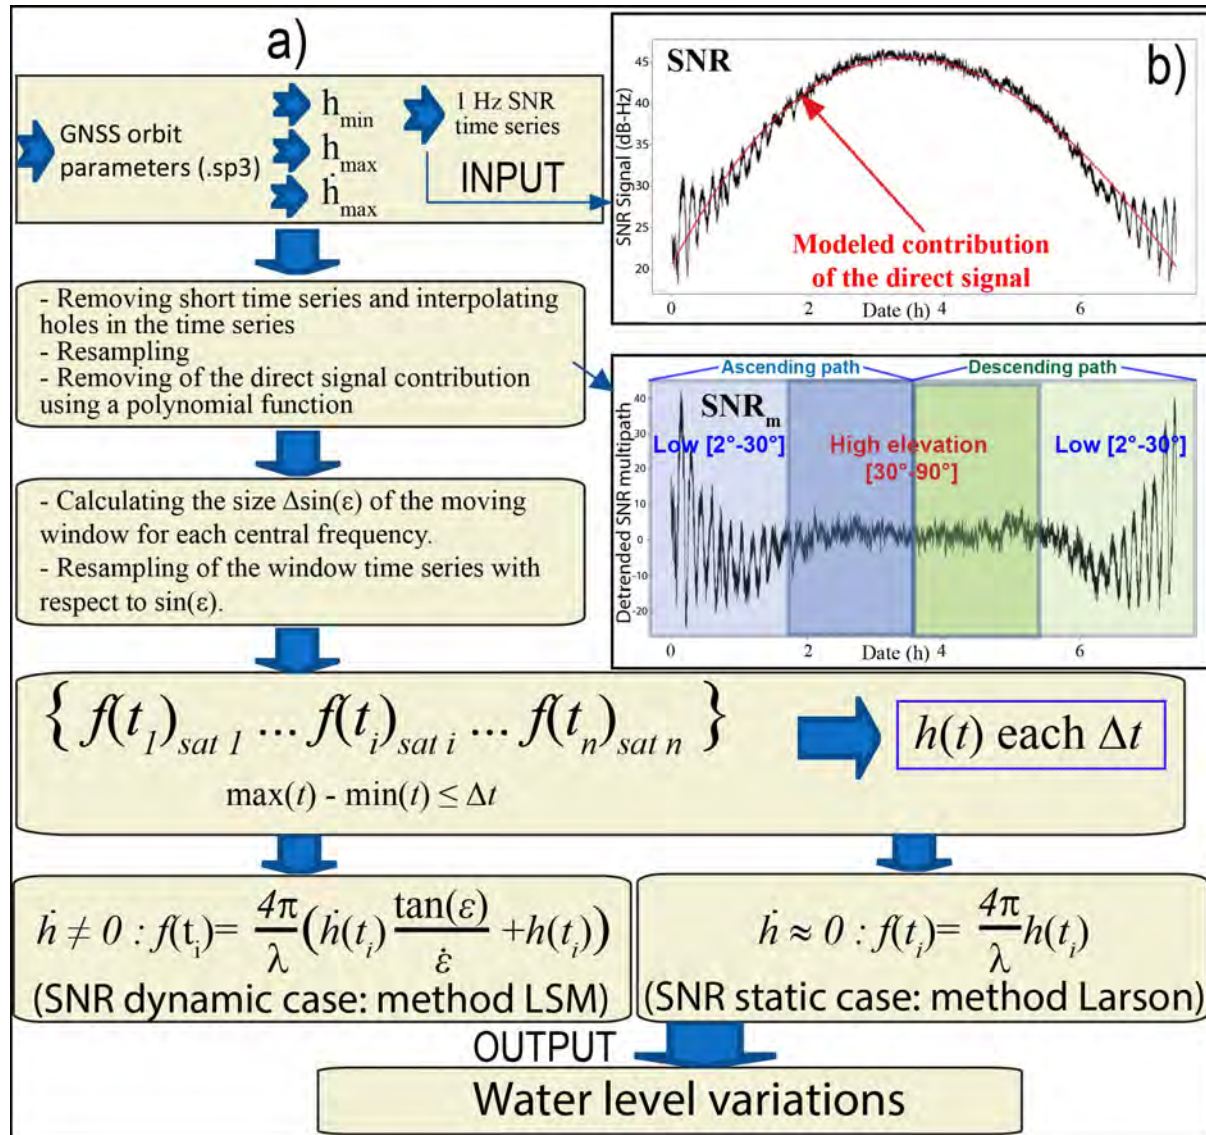 a)
GNSS orbit
parameters (.sp3)
h_min
h_max
ḣ_max
1 Hz SNR
time series
INPUT
- Removing short time series and interpolating
holes in the time series
- Resampling
- Removing of the direct signal contribution
using a polynomial function
- Calculating the size Δsin(ε) of the moving
window for each central frequency.
- Resampling of the window time series with
respect to sin(ε).
b)
SNR
SNR Signal (dB-Hz)
45
40
35
30
25
20
Modeled contribution
of the direct signal
0 2 4 6
Date (h)
Ascending path Descending path
SNR_m
Low [2°-30°] High elevation Low [2°-30°]
[30°-90°]
Detrended SNR multipath
40
30
20
10
0
-10
-20
0 2 4 6
Date (h)
{ f(t_1)_sat 1 ... f(t_i)_sat i ... f(t_n)_sat n }
max(t) - min(t) ≤ Δt
h(t) each Δt
ḣ ≠ 0 : f(t_i)= 4π/λ (ḣ(t_i) tan(ε)/ε̇ +h(t_i))
(SNR dynamic case: method LSM)
ḣ ≈ 0 : f(t_i)= 4π/λ h(t_i)
(SNR static case: method Larson)
OUTPUT
Water level variations